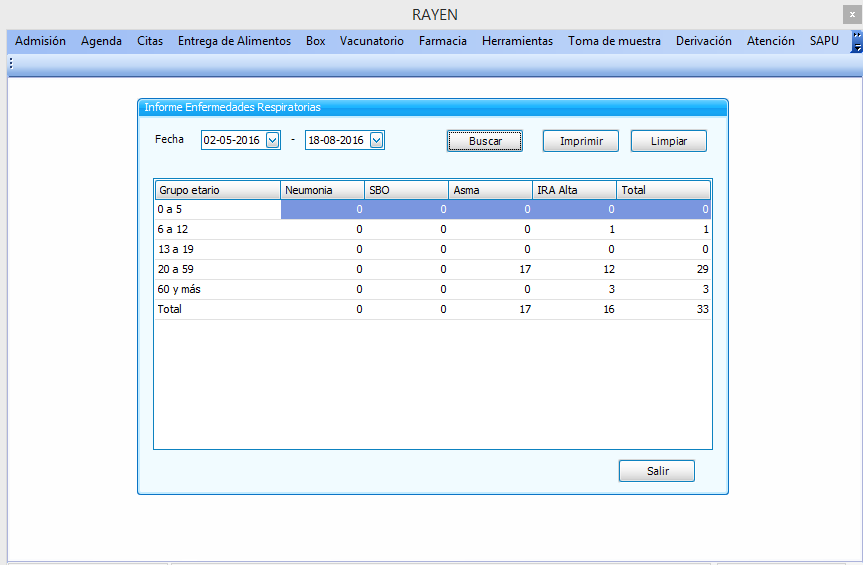 RAYEN
x
Admisión Agenda Citas Entrega de Alimentos Box Vacunatorio Farmacia Herramientas Toma de muestra Derivación Atención SAPU
Informe Enfermedades Respiratorias
Fecha 02-05-2016 - 18-08-2016 Buscar Imprimir Limpiar
Grupo etario Neumonia SBO Asma IRA Alta Total
0 a 5 0 0 0 0 0
6 a 12 0 0 0 1 1
13 a 19 0 0 0 0 0
20 a 59 0 0 17 12 29
60 y más 0 0 0 3 3
Total 0 0 17 16 33
Salir